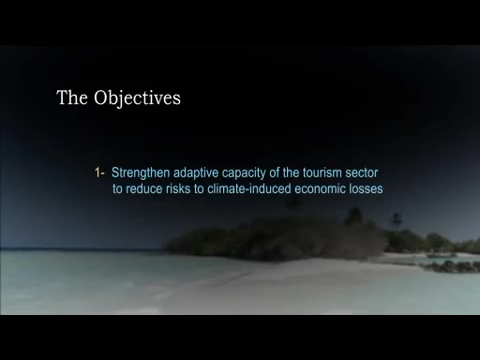 The Objectives
1- Strengthen adaptive capacity of the tourism sector
to reduce risks to climate-induced economic losses